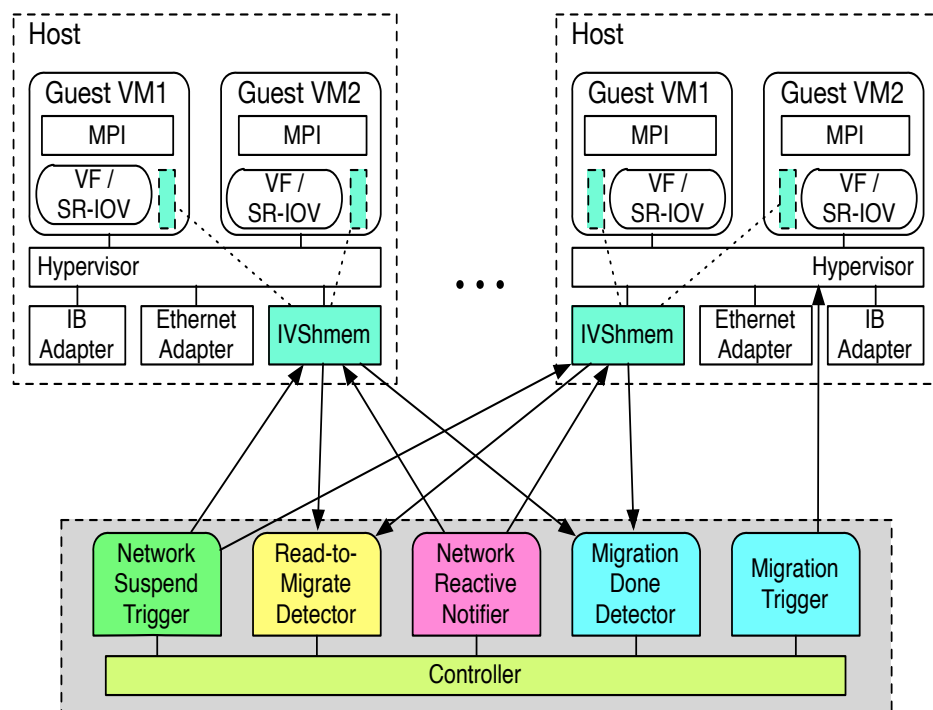 Host
Guest VM1
MPI
VF /
SR-IOV
Guest VM2
MPI
VF /
SR-IOV
Hypervisor
IB
Adapter
Ethernet
Adapter
IVShmem
...
Host
Guest VM1
MPI
VF /
SR-IOV
Guest VM2
MPI
VF /
SR-IOV
Hypervisor
IVShmem
Ethernet
Adapter
IB
Adapter
Network
Suspend
Trigger
Read-to-
Migrate
Detector
Network
Reactive
Notifier
Migration
Done
Detector
Migration
Trigger
Controller